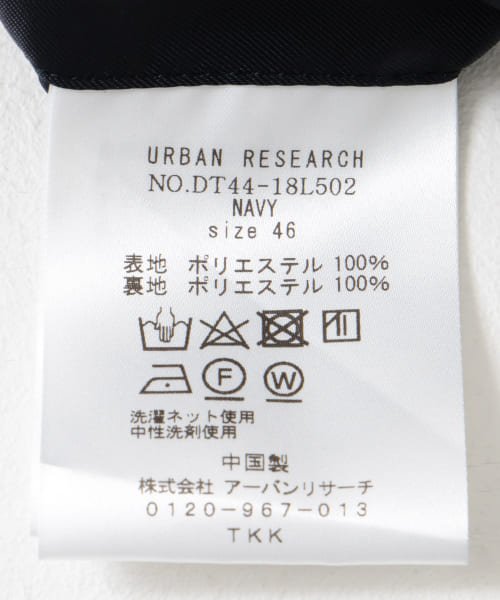 URBAN RESEARCH
NO.DT44-18L502
NAVY
size 46
表地 ポリエステル 100%
裏地 ポリエステル 100%
F W
洗濯ネット使用
中性洗剤使用
中国製
株式会社 アーバンリサーチ
0120-967-013
TKK